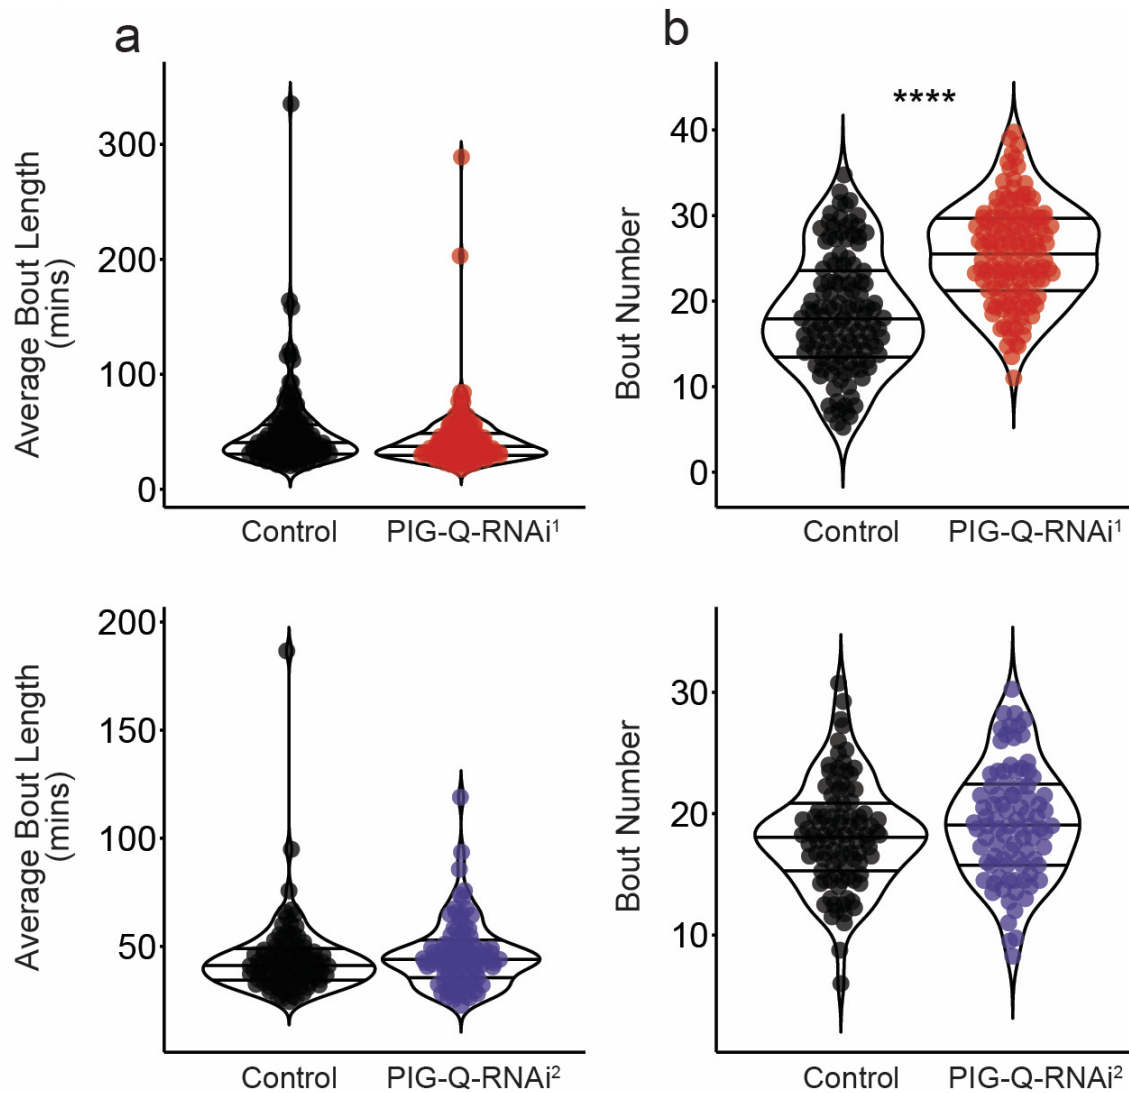 a
Average Bout Length
(mins)
300
200
100
0
Control
PIG-Q-RNAi¹
b
****
Bout Number
40
30
20
10
0
Control
PIG-Q-RNAi¹
Average Bout Length
(mins)
200
150
100
50
Control
PIG-Q-RNAi²
Bout Number
30
20
10
Control
PIG-Q-RNAi²